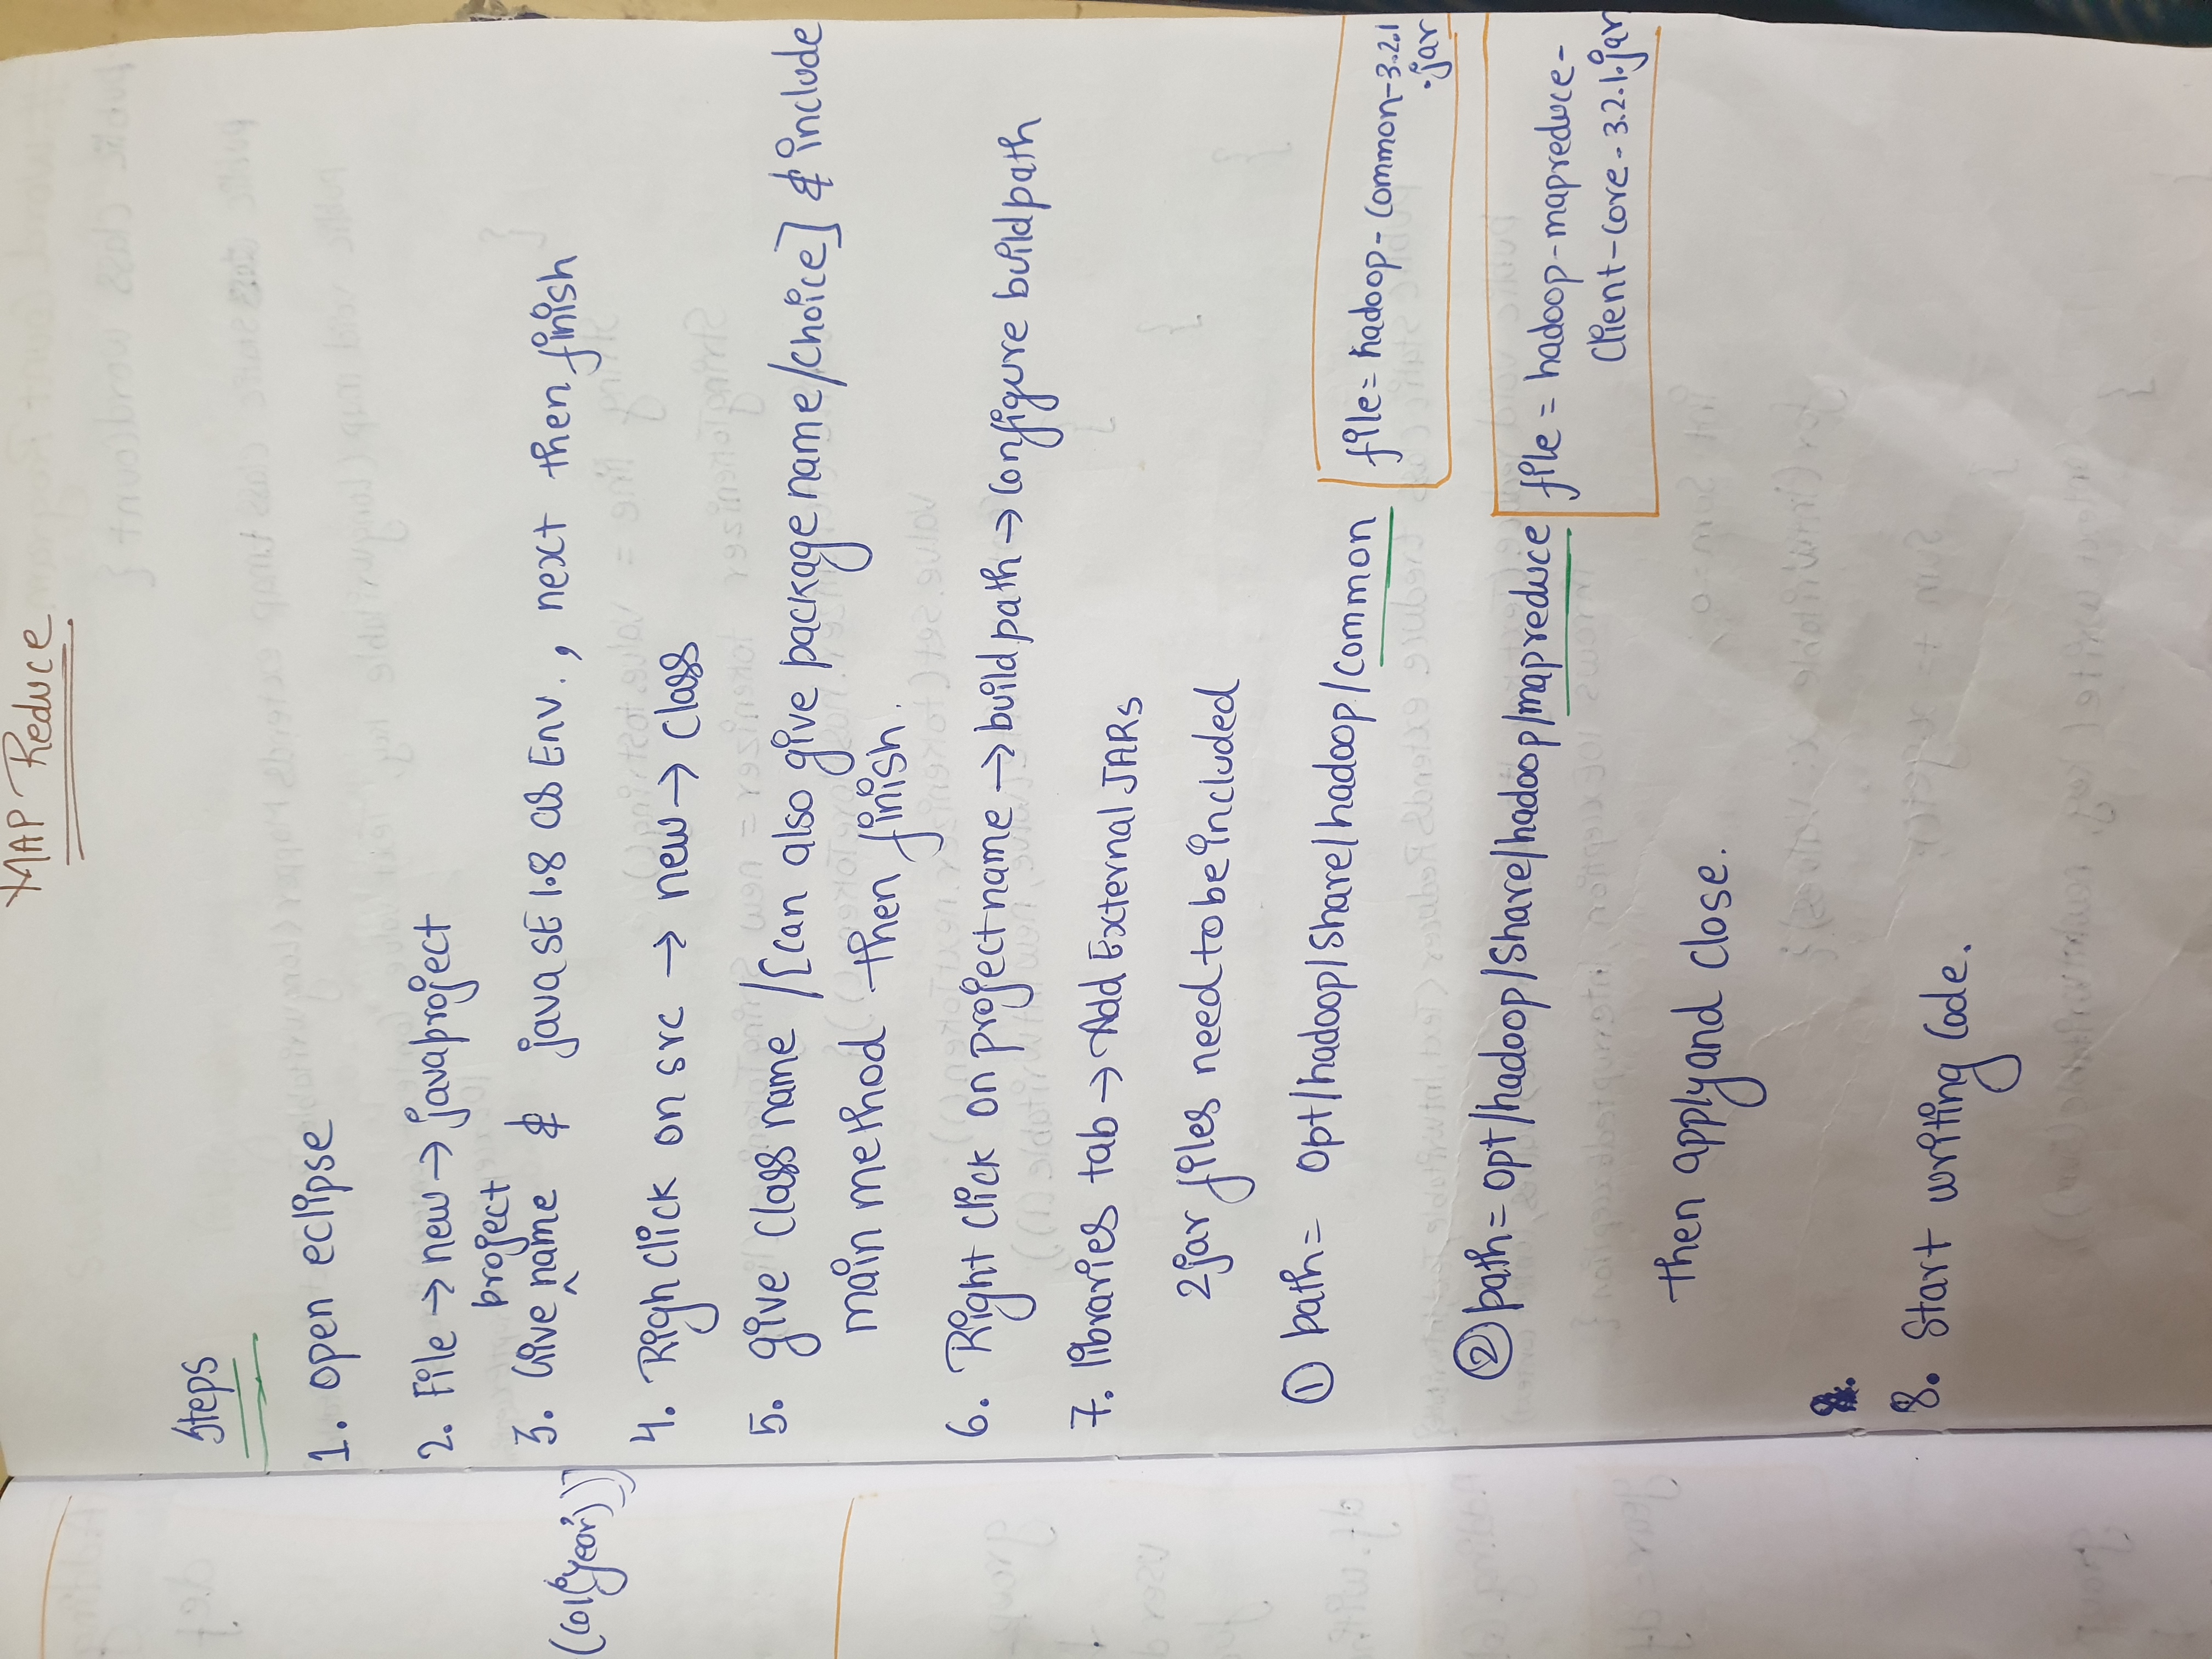 MAP Reduce
Steps
1. open eclipse
2. File → new → javaproject
project
3. Give ^ name & java SE 1.8 as Env., next then finish
(col('year'))
4. Righ click on src → new → class
5. give class name /[can also give package name/choice] & include
main method then finish.
6. Right click on project name → build path → configure build path
7. libraries tab → Add External JARs
2 jar files need to be included
① path = opt/hadoop/share/hadoop/common
file = hadoop-common-3.2.1
.jar
② path = opt/hadoop/share/hadoop/mapreduce
file = hadoop-mapreduce-
client-core-3.2.1.jar
then apply and close.
8. Start writing code.